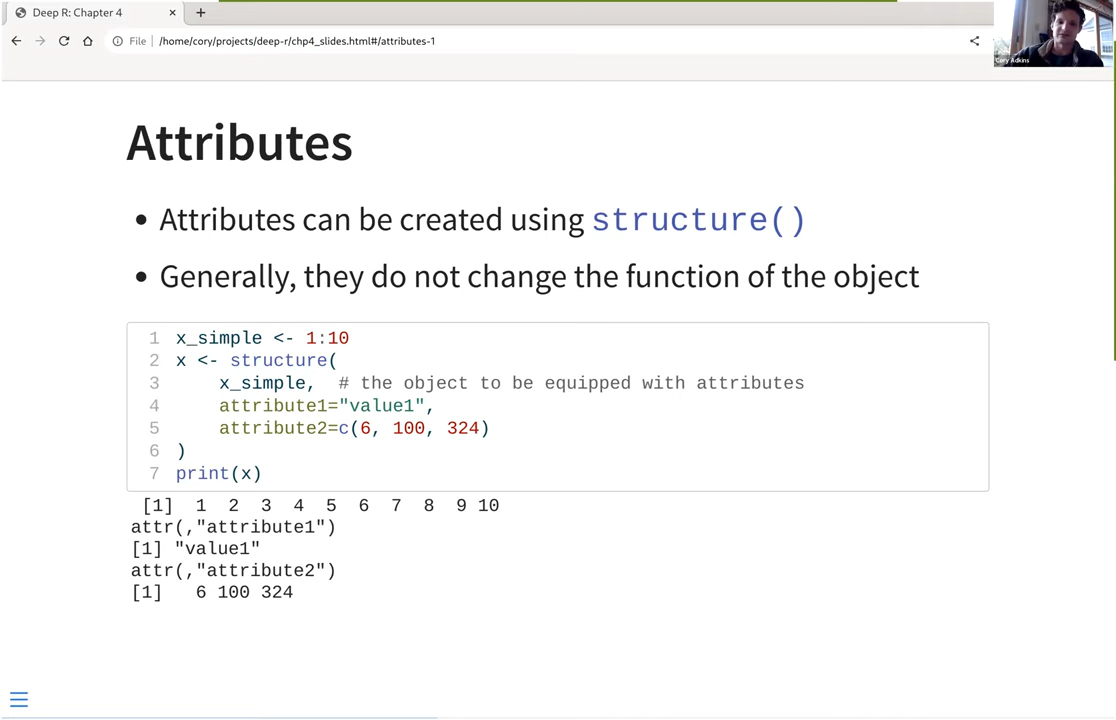 Deep R: Chapter 4
File | /home/cory/projects/deep-r/chp4_slides.html#/attributes-1
Cory Adkins
Attributes
• Attributes can be created using structure()
• Generally, they do not change the function of the object
1 x_simple <- 1:10
2 x <- structure(
3     x_simple,  # the object to be equipped with attributes
4     attribute1="value1",
5     attribute2=c(6, 100, 324)
6 )
7 print(x)
 [1]  1  2  3  4  5  6  7  8  9 10
attr(,"attribute1")
[1] "value1"
attr(,"attribute2")
[1]   6 100 324